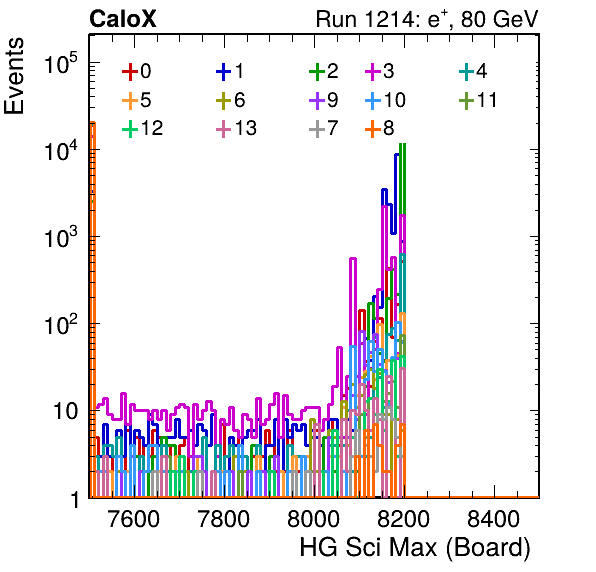 CaloX Run 1214: e⁺, 80 GeV
Events
10⁵
10⁴
10³
10²
10
1
0 1 2 3 4
5 6 9 10 11
12 13 7 8
7600 7800 8000 8200 8400
HG Sci Max (Board)